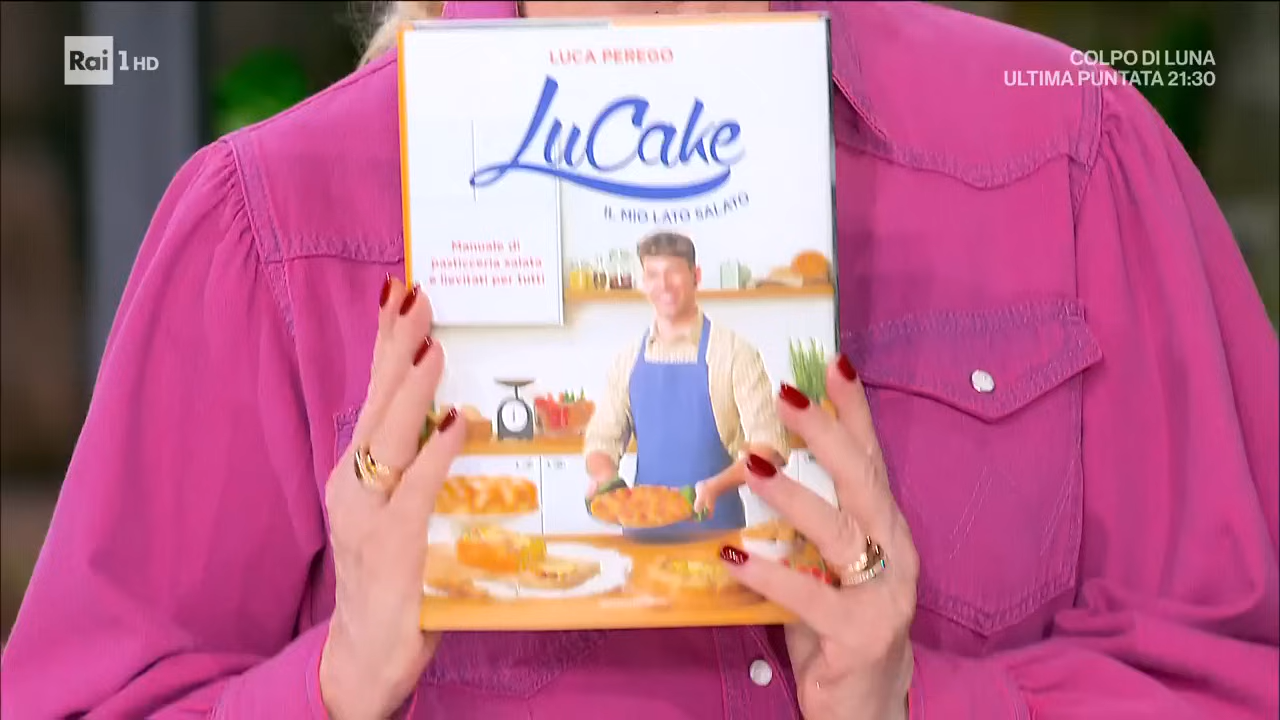 Rai 1 HD
COLPO DI LUNA
ULTIMA PUNTATA 21:30
LUCA PEREGO
LuCake
IL MIO LATO SALATO
Manuale di
pasticceria salata
e lievitati per tutti